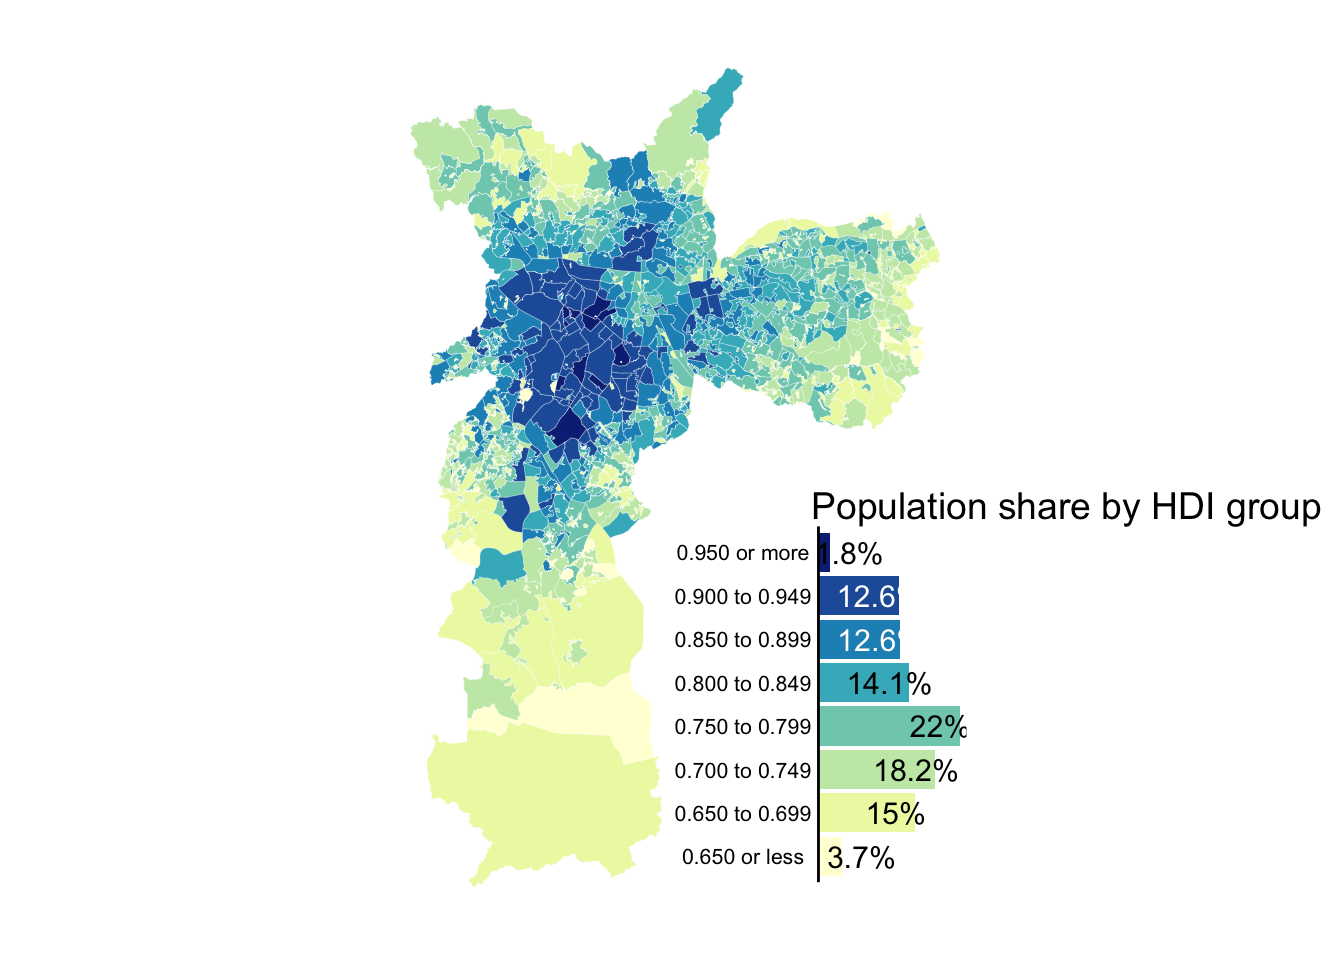 Population share by HDI group
0.950 or more 1.8%
0.900 to 0.949 12.6%
0.850 to 0.899 12.6%
0.800 to 0.849 14.1%
0.750 to 0.799 22%
0.700 to 0.749 18.2%
0.650 to 0.699 15%
0.650 or less 3.7%